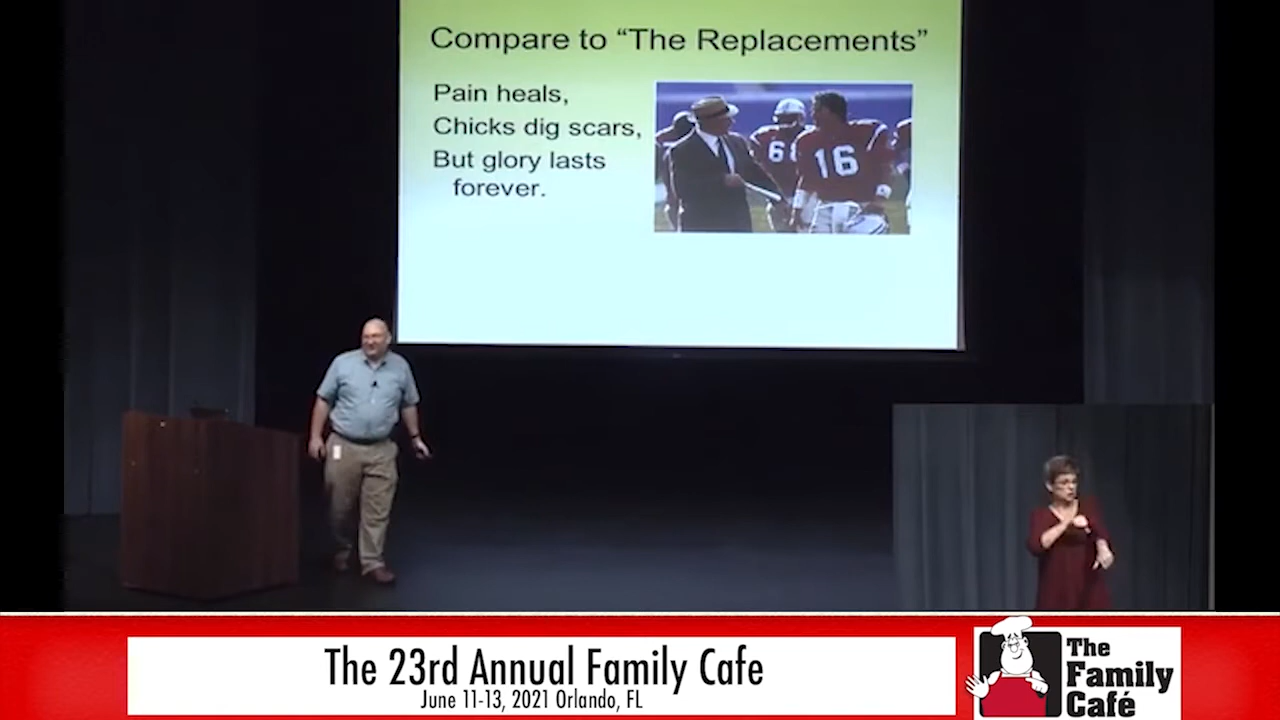 Compare to “The Replacements”
Pain heals,
Chicks dig scars,
But glory lasts
forever.
6
16
The 23rd Annual Family Cafe
June 11-13, 2021 Orlando, FL
The
Family
Café